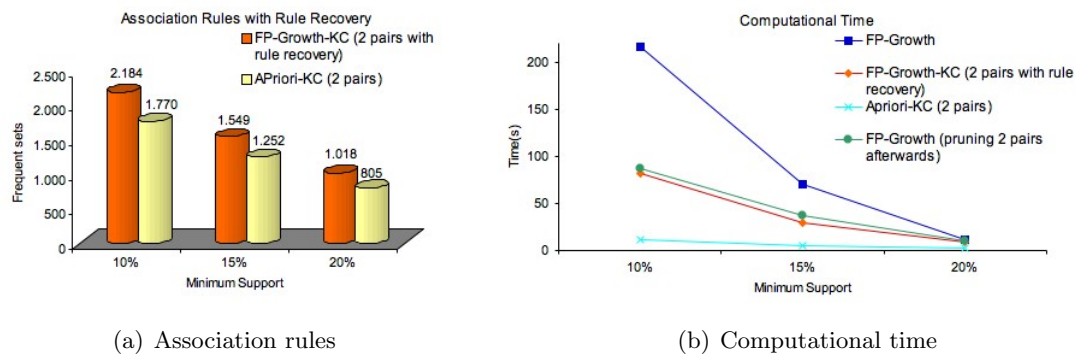 Association Rules with Rule Recovery
FP-Growth-KC (2 pairs with
rule recovery)
APriori-KC (2 pairs)
Frequent sets
2.500
2.000
1.500
1.000
500
0
2.184
1.770
1.549
1.252
1.018
805
10%
15%
20%
Minimum Support
(a) Association rules
Computational Time
FP-Growth
FP-Growth-KC (2 pairs with rule
recovery)
Apriori-KC (2 pairs)
FP-Growth (pruning 2 pairs
afterwards)
Time(s)
200
150
100
50
0
10%
15%
20%
Minimum Support
(b) Computational time